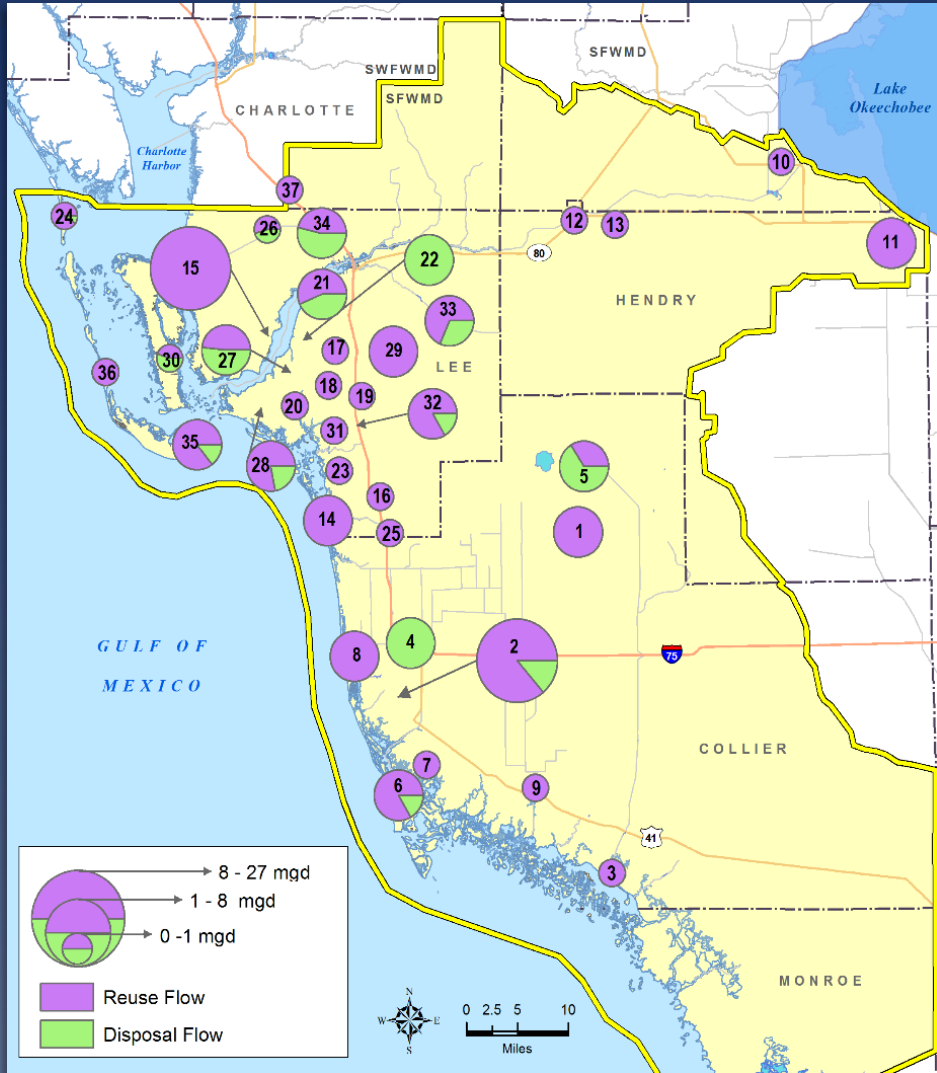 SFWMD
SWFWMD
SFWMD
CHARLOTTE
Lake
Okeechobee
Charlotte
Harbor
10
37
24
26
34
12
13
11
15
22
80
21
HENDRY
33
27
17
29
LEE
30
36
18
19
20
32
31
35
28
23
5
16
14
25
1
GULF OF
MEXICO
8
4
2
75
COLLIER
7
6
9
41
3
8 - 27 mgd
1 - 8 mgd
0 -1 mgd
Reuse Flow
Disposal Flow
N
W
E
S
0 2.5 5 10
Miles
MONROE